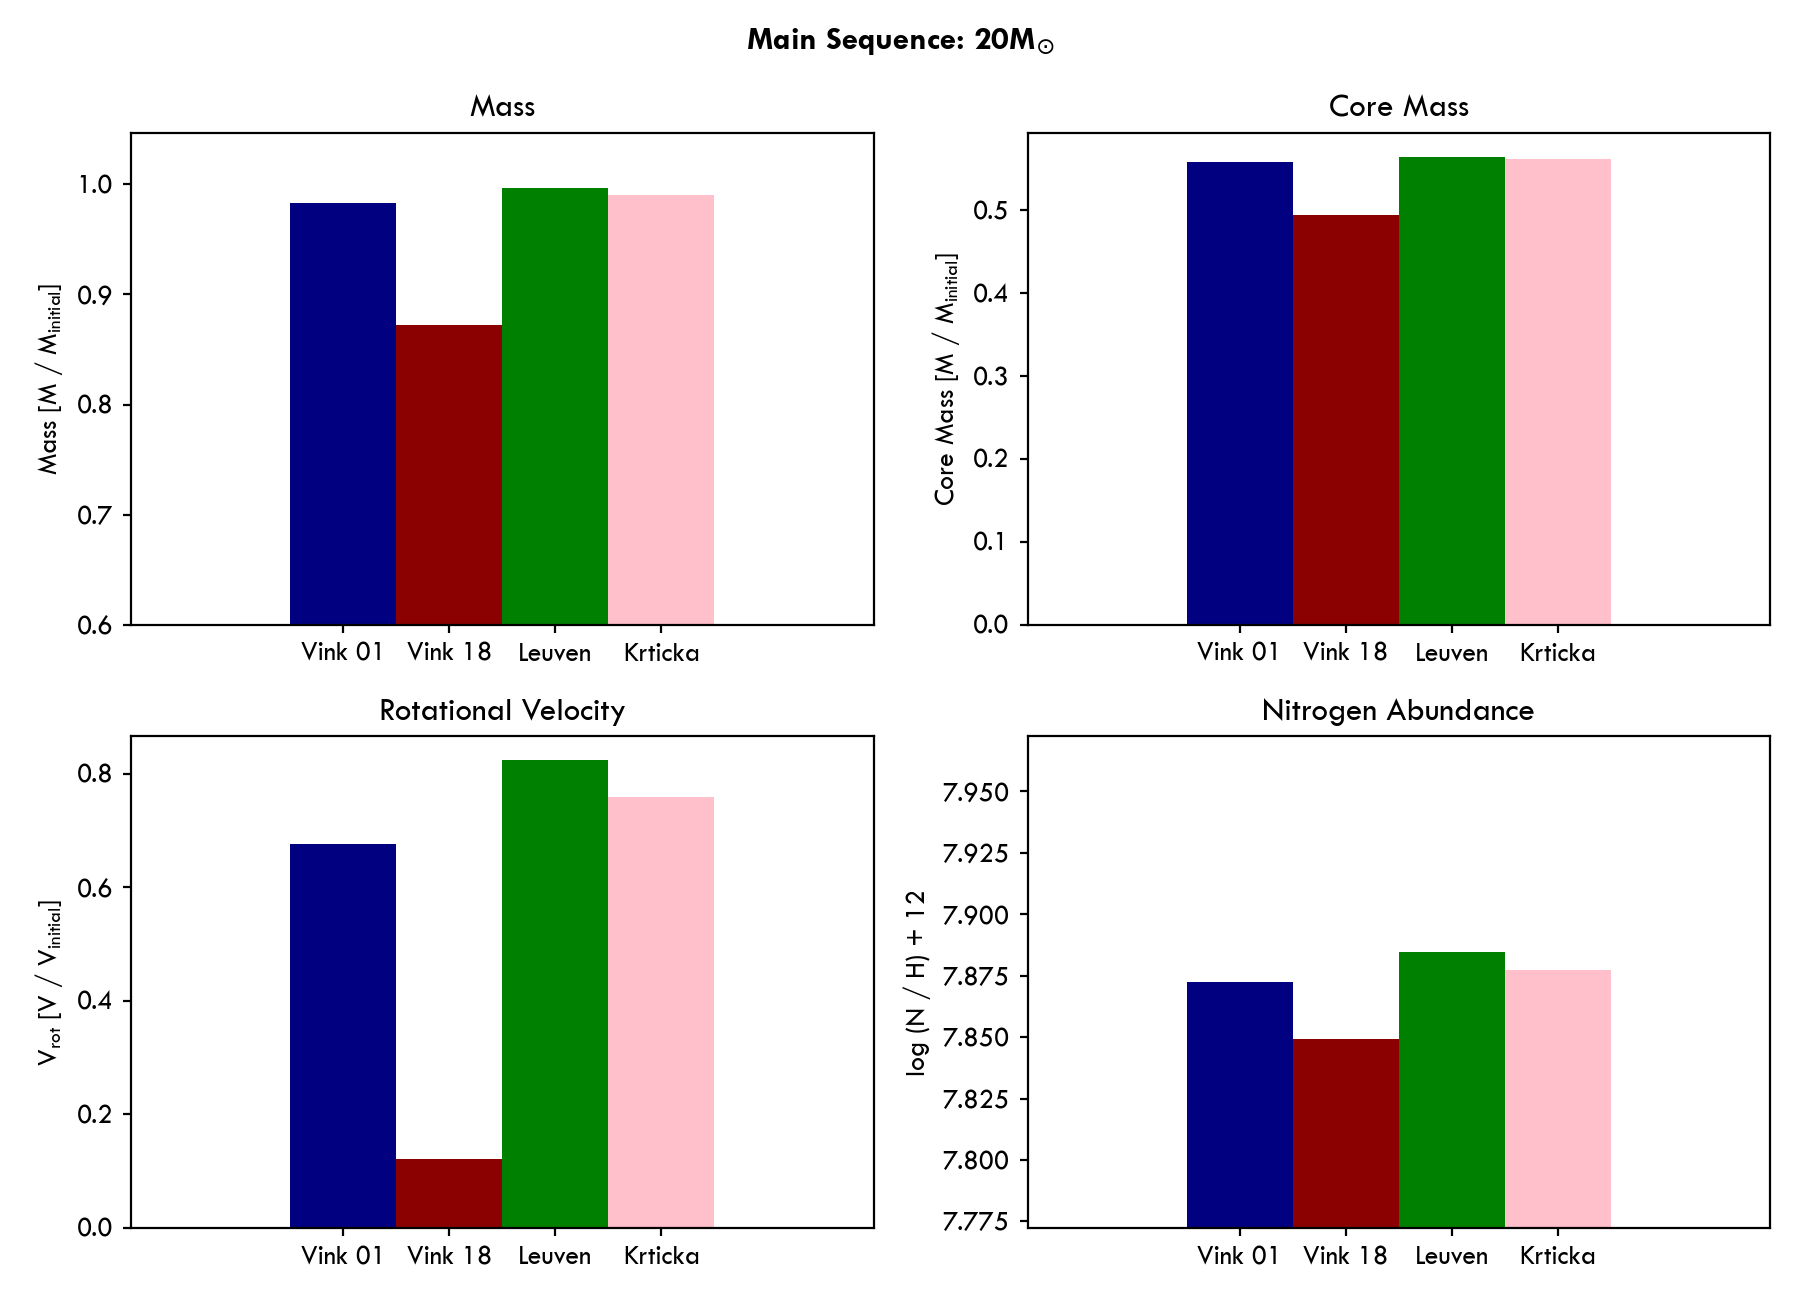 Main Sequence: 20M☉
Mass
Mass [M / Minitial]
1.0
0.9
0.8
0.7
0.6
Vink 01 Vink 18 Leuven Krticka
Core Mass
Core Mass [M / Minitial]
0.5
0.4
0.3
0.2
0.1
0.0
Vink 01 Vink 18 Leuven Krticka
Rotational Velocity
Vrot [V / Vinitial]
0.8
0.6
0.4
0.2
0.0
Vink 01 Vink 18 Leuven Krticka
Nitrogen Abundance
log (N / H) + 12
7.950
7.925
7.900
7.875
7.850
7.825
7.800
7.775
Vink 01 Vink 18 Leuven Krticka